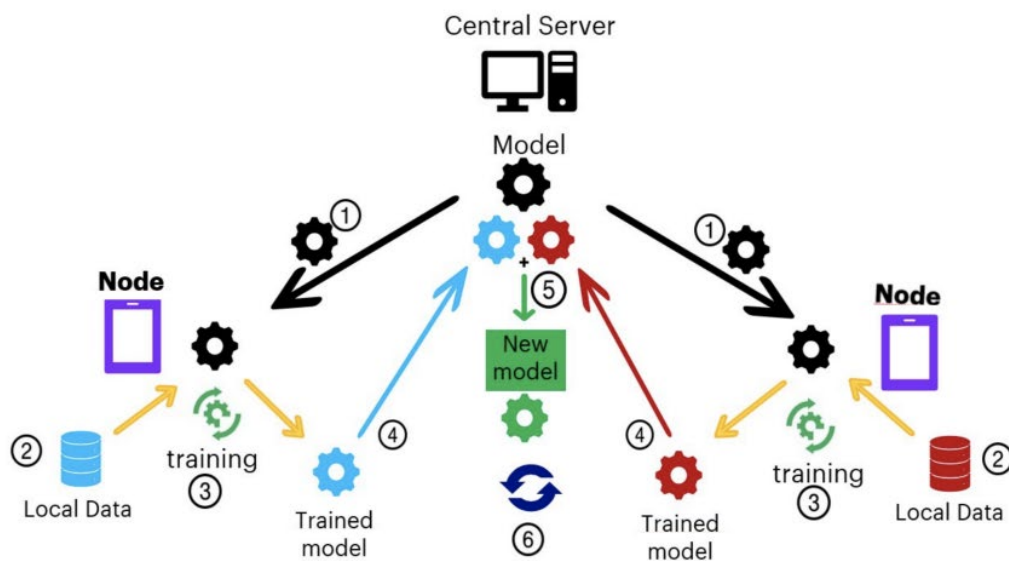 Central Server
Model
1
1
Node
Node
+
5
New
model
2
training
3
4
4
training
3
2
Local Data
Trained
model
6
Trained
model
Local Data